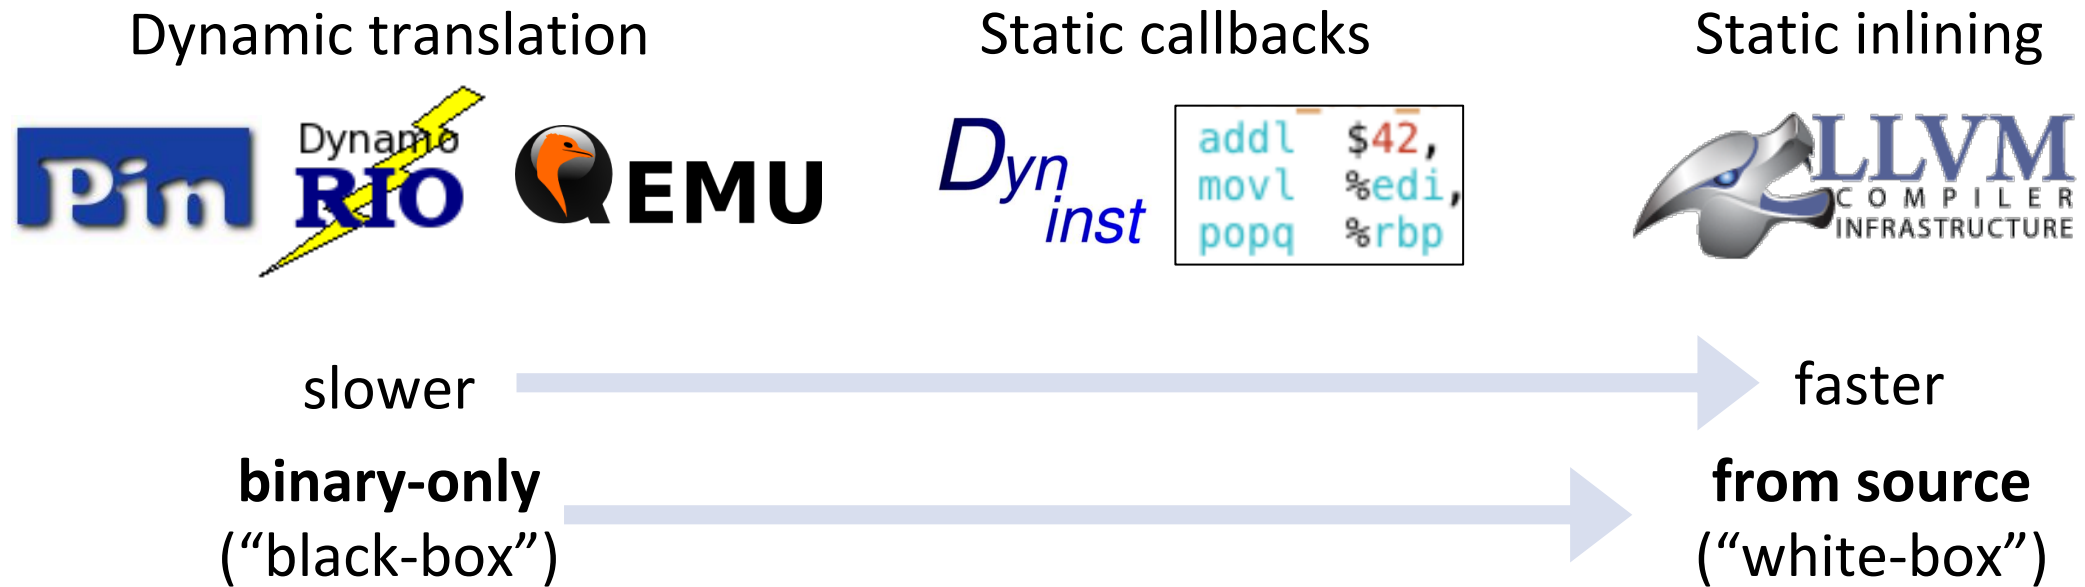 Dynamic translation
Static callbacks
Static inlining
Pin
Dynamo
RIO
QEMU
Dyn
inst
addl $42,
movl %edi,
popq %rbp
LLVM
COMPILER
INFRASTRUCTURE
slower
faster
binary-only
from source
(“black-box”)
(“white-box”)